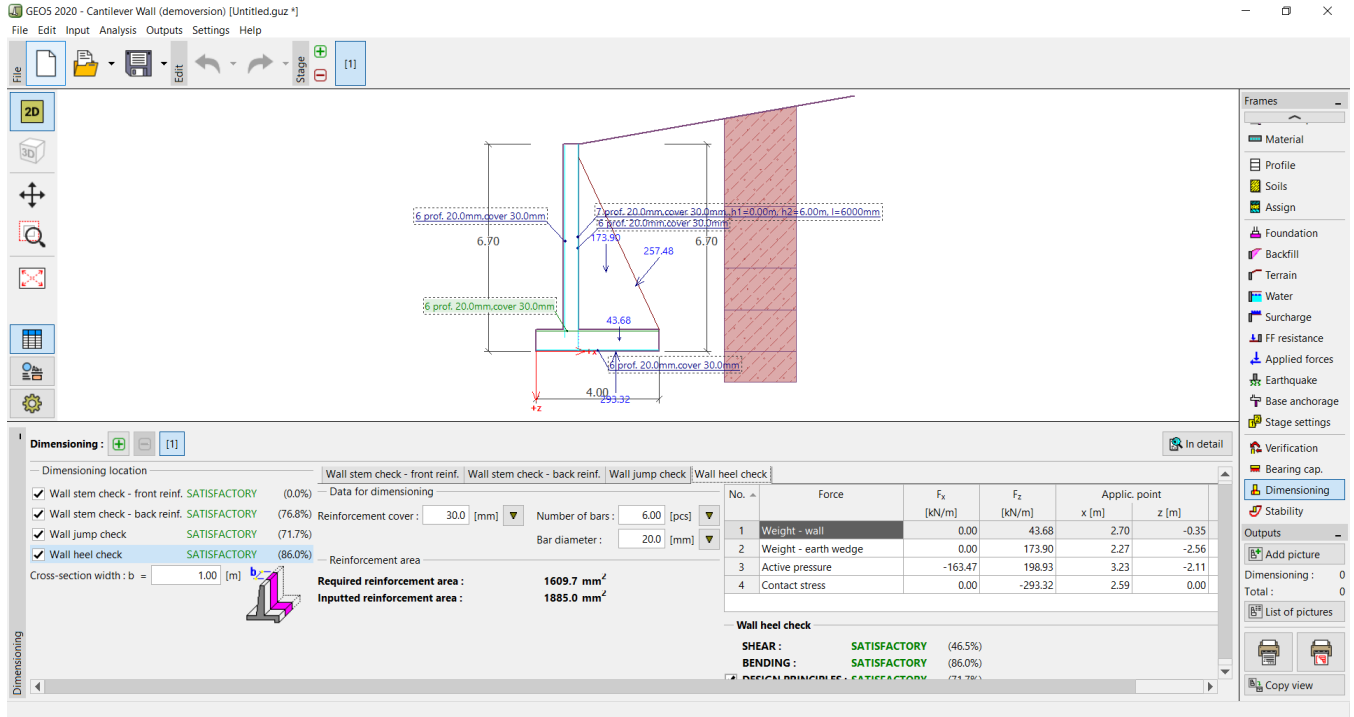 GEO5 2020 - Cantilever Wall (demoversion) [Untitled.guz *]
File Edit Input Analysis Outputs Settings Help
File
Edit
Stage
[1]
2D
3D
6 prof. 20.0mm,cover 30.0mm
7 prof. 20.0mm,cover 30.0mm, h1=0.00m, h2=6.00m, l=6000mm
6 prof. 20.0mm,cover 30.0mm
173.90
6.70
6.70
257.48
6 prof. 20.0mm,cover 30.0mm
43.68
+x
6 prof. 20.0mm,cover 30.0mm
4.00
293.32
+z
Frames
Material
Profile
Soils
Assign
Foundation
Backfill
Terrain
Water
Surcharge
FF resistance
Applied forces
Earthquake
Base anchorage
Stage settings
Verification
Bearing cap.
Dimensioning
Stability
Outputs
Add picture
Dimensioning : 0
Total : 0
List of pictures
Copy view
Dimensioning
Dimensioning : [1]
In detail
Dimensioning location
Wall stem check - front reinf. SATISFACTORY (0.0%)
Wall stem check - back reinf. SATISFACTORY (76.8%)
Wall jump check SATISFACTORY (71.7%)
Wall heel check SATISFACTORY (86.0%)
Cross-section width : b = 1.00 [m]
b
Wall stem check - front reinf. Wall stem check - back reinf. Wall jump check Wall heel check
Data for dimensioning
Reinforcement cover : 30.0 [mm] Number of bars : 6.00 [pcs]
Bar diameter : 20.0 [mm]
Reinforcement area
Required reinforcement area : 1609.7 mm²
Inputted reinforcement area : 1885.0 mm²
No. Force Fx Fz Applic. point
[kN/m] [kN/m] x [m] z [m]
1 Weight - wall 0.00 43.68 2.70 -0.35
2 Weight - earth wedge 0.00 173.90 2.27 -2.56
3 Active pressure -163.47 198.93 3.23 -2.11
4 Contact stress 0.00 -293.32 2.59 0.00
Wall heel check
SHEAR : SATISFACTORY (46.5%)
BENDING : SATISFACTORY (86.0%)
DESIGN PRINCIPLES : SATISFACTORY (71.7%)